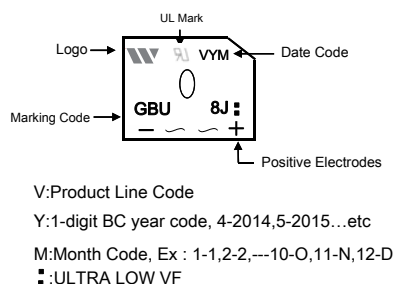 UL Mark
Logo
VYM
Date Code
GBU 8J
Marking Code
− ∽ ∽ +
Positive Electrodes
V:Product Line Code
Y:1-digit BC year code, 4-2014,5-2015…etc
M:Month Code, Ex : 1-1,2-2,---10-O,11-N,12-D
:ULTRA LOW VF